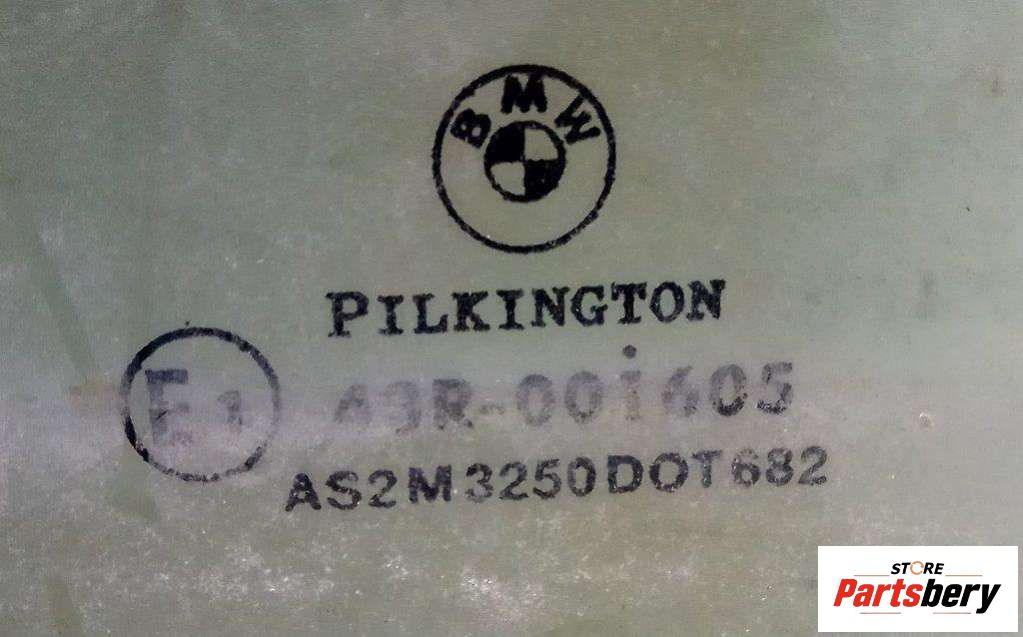 BMW
PILKINGTON
E1 43R-001605
AS2M3250DOT682
STORE
Partsbery